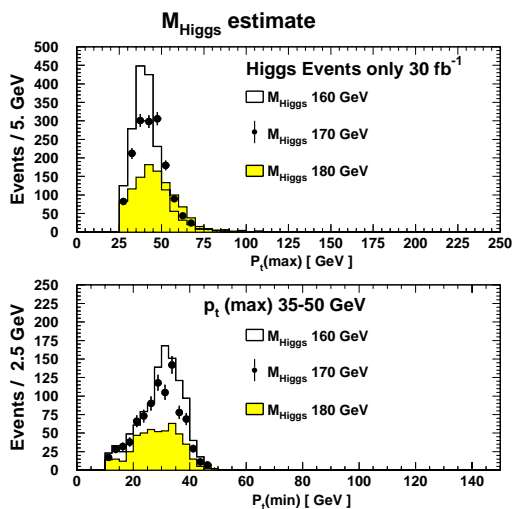 M_Higgs estimate
Events / 5. GeV
500
450
400
350
300
250
200
150
100
50
0
Higgs Events only 30 fb⁻¹
M_Higgs 160 GeV
M_Higgs 170 GeV
M_Higgs 180 GeV
0 25 50 75 100 125 150 175 200 225 250
P_t(max) [ GeV ]
Events / 2.5 GeV
250
225
200
175
150
125
100
75
50
25
0
p_t (max) 35-50 GeV
M_Higgs 160 GeV
M_Higgs 170 GeV
M_Higgs 180 GeV
0 20 40 60 80 100 120 140
P_t(min) [ GeV ]